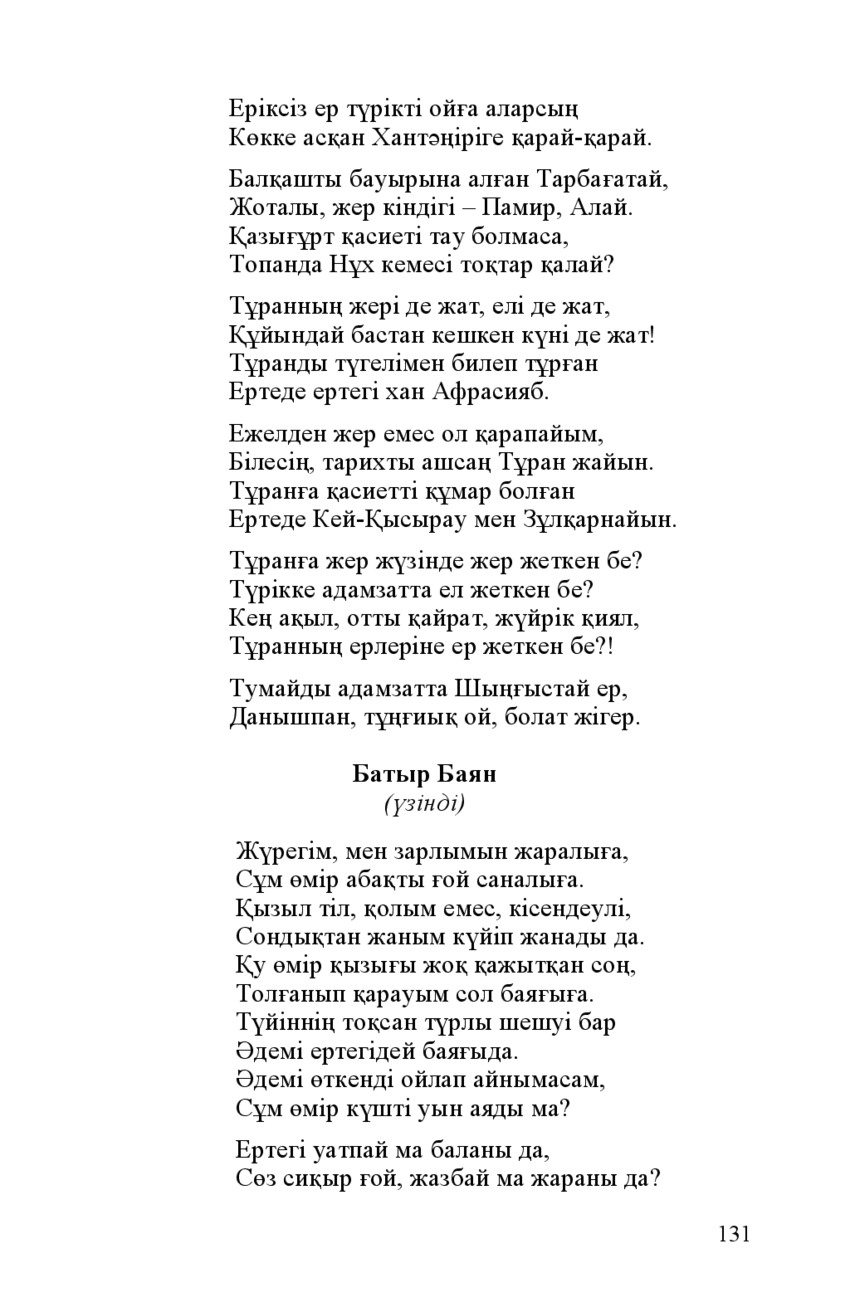 Еріксіз ер түрікті ойға аларсың
Көкке асқан Хантәңіріге қарай-қарай.
Балқашты бауырына алған Тарбағатай,
Жоталы, жер кіндігі – Памир, Алай.
Қазығұрт қасиеті тау болмаса,
Топанда Нұх кемесі тоқтар қалай?
Тұранның жері де жат, елі де жат,
Құйындай бастан кешкен күні де жат!
Тұранды түгелімен билеп тұрған
Ертеде ертегі хан Афрасияб.
Ежелден жер емес ол қарапайым,
Білесің, тарихты ашсаң Тұран жайын.
Тұранға қасиетті құмар болған
Ертеде Кей-Қысырау мен Зұлқарнайын.
Тұранға жер жүзінде жер жеткен бе?
Түрікке адамзатта ел жеткен бе?
Кең ақыл, отты қайрат, жүйрік қиял,
Тұранның ерлеріне ер жеткен бе?!
Тумайды адамзатта Шыңғыстай ер,
Данышпан, тұңғиық ой, болат жігер.
Батыр Баян
(үзінді)
Жүрегім, мен зарлымын жаралыға,
Сұм өмір абақты ғой саналыға.
Қызыл тіл, қолым емес, кісендеулі,
Сондықтан жаным күйіп жанады да.
Қу өмір қызығы жоқ қажытқан соң,
Толғанып қарауым сол баяғыға.
Түйіннің тоқсан түрлы шешуі бар
Әдемі ертегідей баяғыда.
Әдемі өткенді ойлап айнымасам,
Сұм өмір күшті уын аяды ма?
Ертегі уатпай ма баланы да,
Сөз сиқыр ғой, жазбай ма жараны да?
131